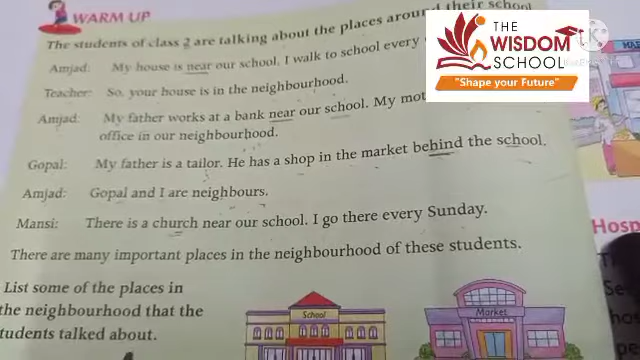 WARM UP
The students of class 2 are talking about the places around their school
Amjad: My house is near our school. I walk to school every
Teacher: So, your house is in the neighbourhood.
Amjad: My father works at a bank near our school. My
office in our neighbourhood.
Gopal: My father is a tailor. He has a shop in the market behind the school.
Amjad: Gopal and I are neighbours.
Mansi: There is a church near our school. I go there every Sunday.
There are many important places in the neighbourhood of these students.
List some of the places in
the neighbourhood that the
students talked about.
School
Market
THE
WISDOM
SCHOOL
"Shape your Future"
Hosp